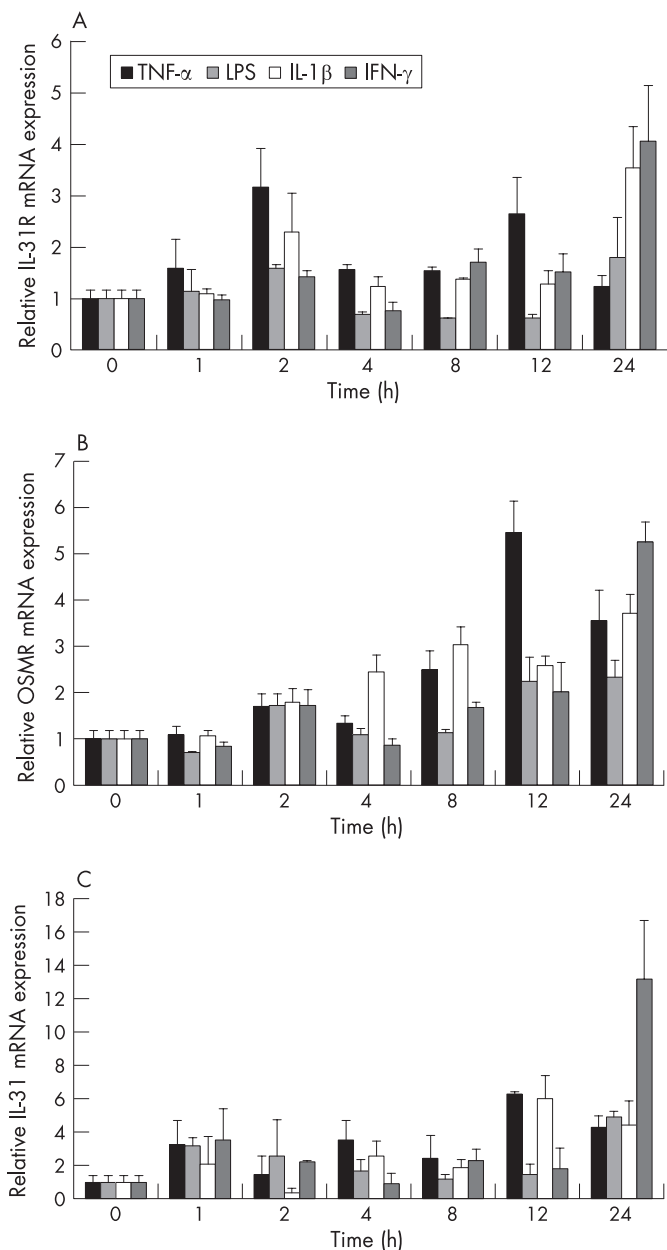 A
Relative IL-31R mRNA expression
6
5
4
3
2
1
0
TNF-α LPS IL-1β IFN-γ
0 1 2 4 8 12 24
Time (h)
B
Relative OSMR mRNA expression
7
6
5
4
3
2
1
0
0 1 2 4 8 12 24
Time (h)
C
Relative IL-31 mRNA expression
18
16
14
12
10
8
6
4
2
0
0 1 2 4 8 12 24
Time (h)